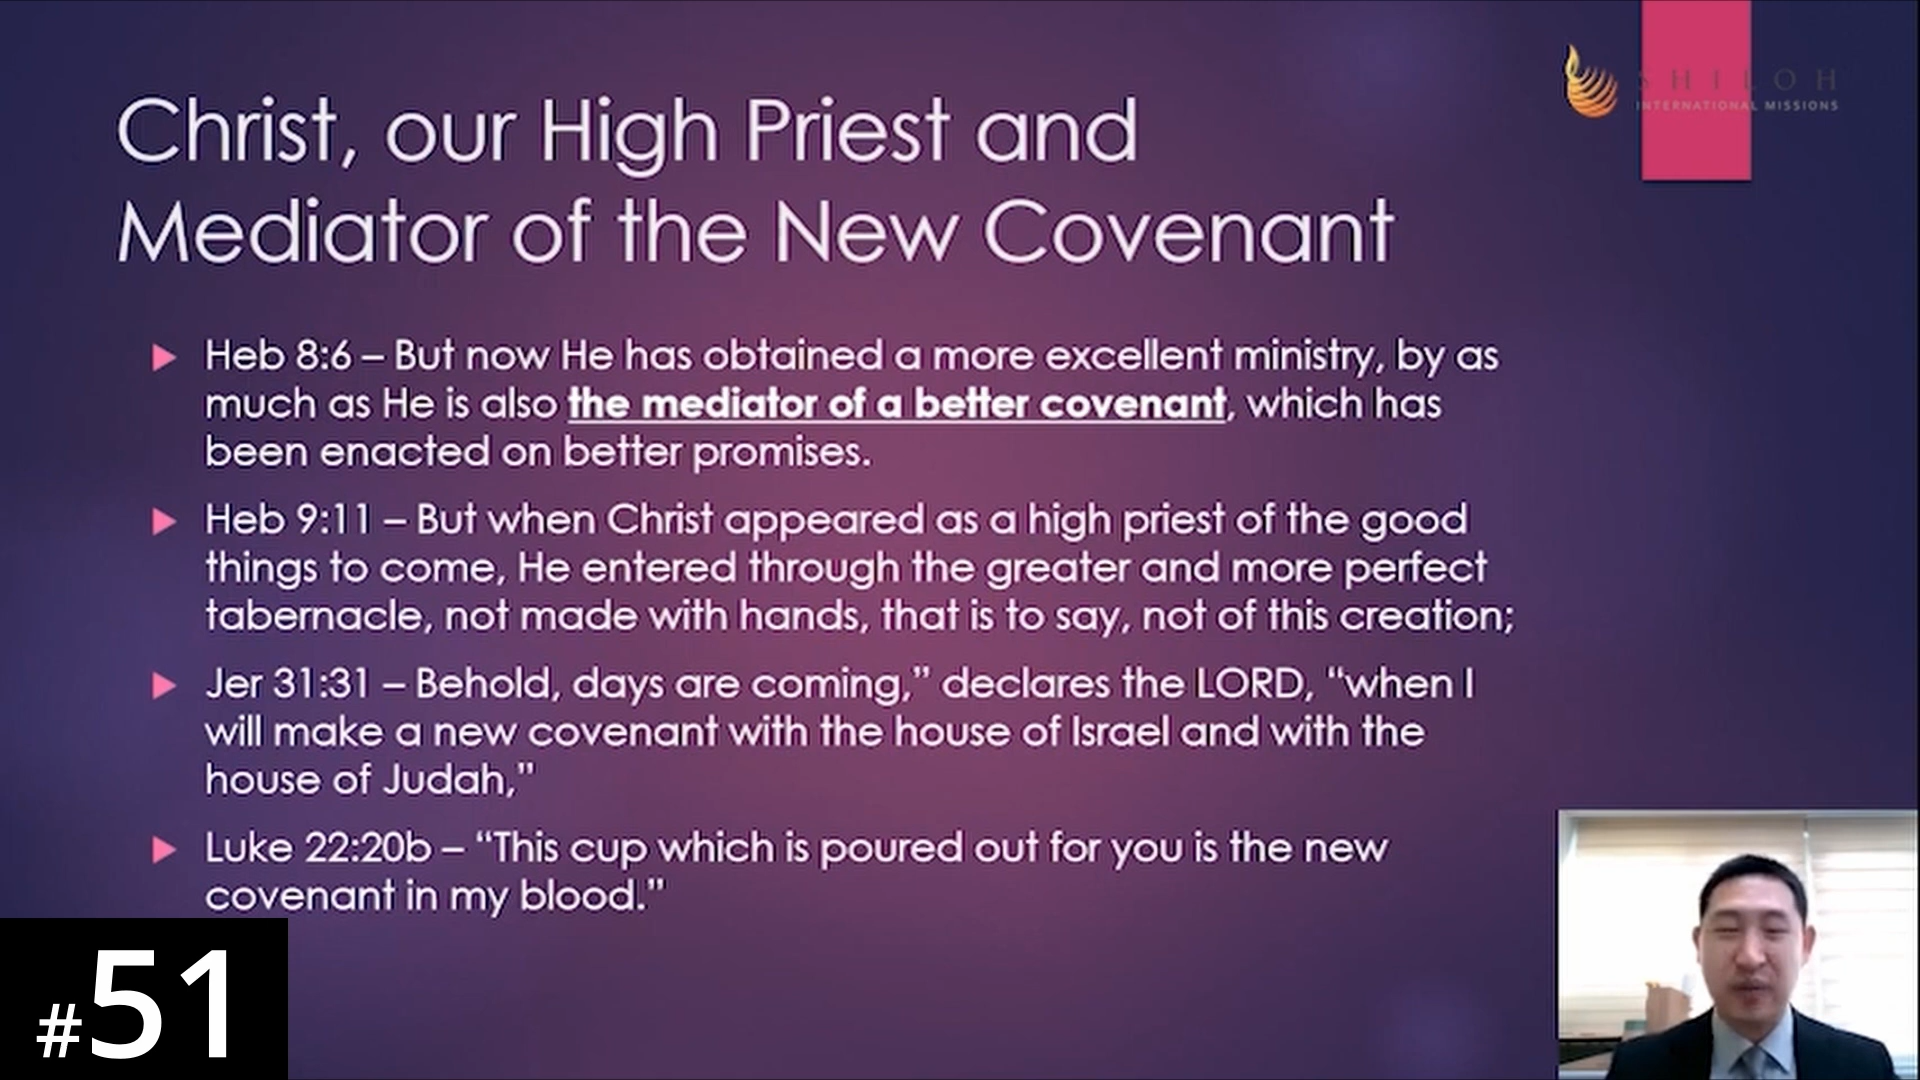 SHILOH
INTERNATIONAL MISSIONS
Christ, our High Priest and
Mediator of the New Covenant
Heb 8:6 – But now He has obtained a more excellent ministry, by as
much as He is also the mediator of a better covenant, which has
been enacted on better promises.
Heb 9:11 – But when Christ appeared as a high priest of the good
things to come, He entered through the greater and more perfect
tabernacle, not made with hands, that is to say, not of this creation;
Jer 31:31 – Behold, days are coming,” declares the LORD, “when I
will make a new covenant with the house of Israel and with the
house of Judah,”
Luke 22:20b – “This cup which is poured out for you is the new
covenant in my blood.”
#51